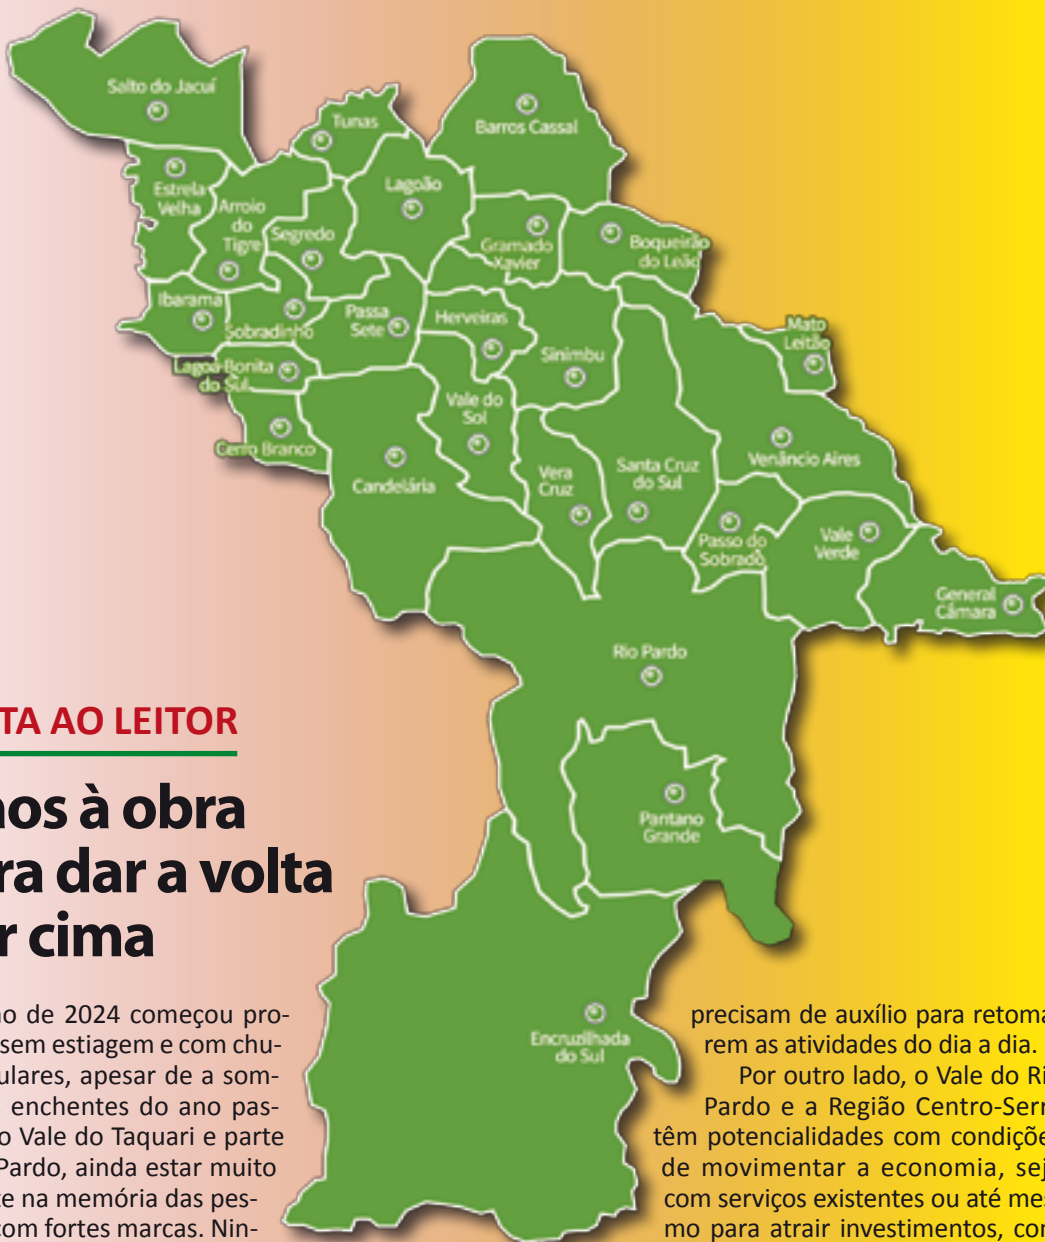 Salto do Jacuí
Tunas
Barros Cassal
Estrela
Velha
Arroio
do
Tigre
Segredo
Lagoão
Gramado
Xavier
Boqueirão
do Leão
Ibarama
Sobradinho
Passa
Sete
Herveiras
Sinimbu
Mato
Leitão
Lagoa Bonita
do Sul
Cerro Branco
Candelária
Vale do
Sol
Vera
Cruz
Santa Cruz
do Sul
Venâncio Aires
Passo do
Sobrado
Vale
Verde
General
Câmara
Rio Pardo
Pantano
Grande
Encruzilhada
do Sul
TA AO LEITOR
os à obra
ra dar a volta
r cima
o de 2024 começou pro-
sem estiagem e com chu-
ulares, apesar de a som-
enchentes do ano pas-
o Vale do Taquari e parte
Pardo, ainda estar muito
te na memória das pes-
com fortes marcas. Nin-
precisam de auxílio para retoma
rem as atividades do dia a dia.
Por outro lado, o Vale do Ri
Pardo e a Região Centro-Serr
têm potencialidades com condiçõe
de movimentar a economia, sej
com serviços existentes ou até mes-
mo para atrair investimentos, con